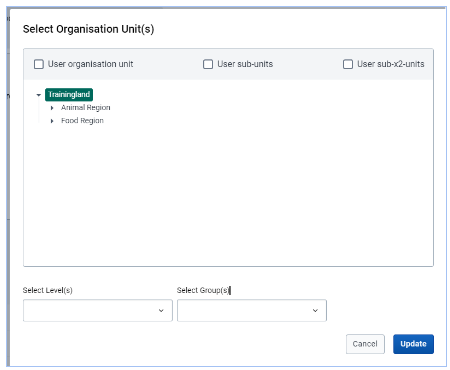 Select Organisation Unit(s)
User organisation unit User sub-units User sub-x2-units
Trainingland
Animal Region
Food Region
Select Level(s) Select Group(s)
Cancel Update